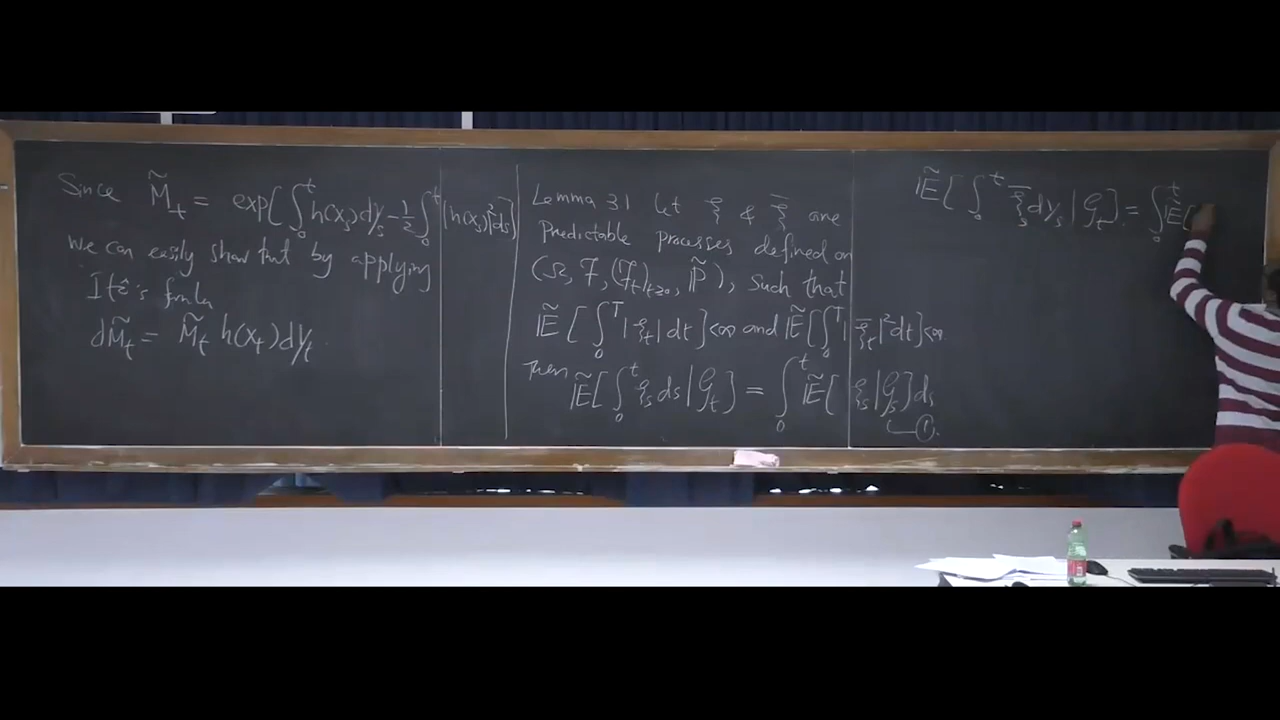 Since M̃_t = exp[∫_0^t h(x_s)dy_s - 1/2 ∫_0^t |h(x_s)|^2 ds]
we can easily show that by applying
Itô's formula
dM̃_t = M̃_t h(x_t)dy_t.
Lemma 3.1 Let ξ & ξ̄ are
Predictable processes defined on
(Ω, F, (F_t)_{t≥0}, P̃), such that
Ẽ[∫_0^T |ξ_t| dt]<∞ and Ẽ[∫_0^T |ξ̄_t|^2 dt]<∞.
Then Ẽ[∫_0^t ξ_s ds | G_t] = ∫_0^t Ẽ[ξ_s | G_s] ds
①.
Ẽ[∫_0^t ξ̄_s dy_s | G_t] = ∫_0^t Ẽ[